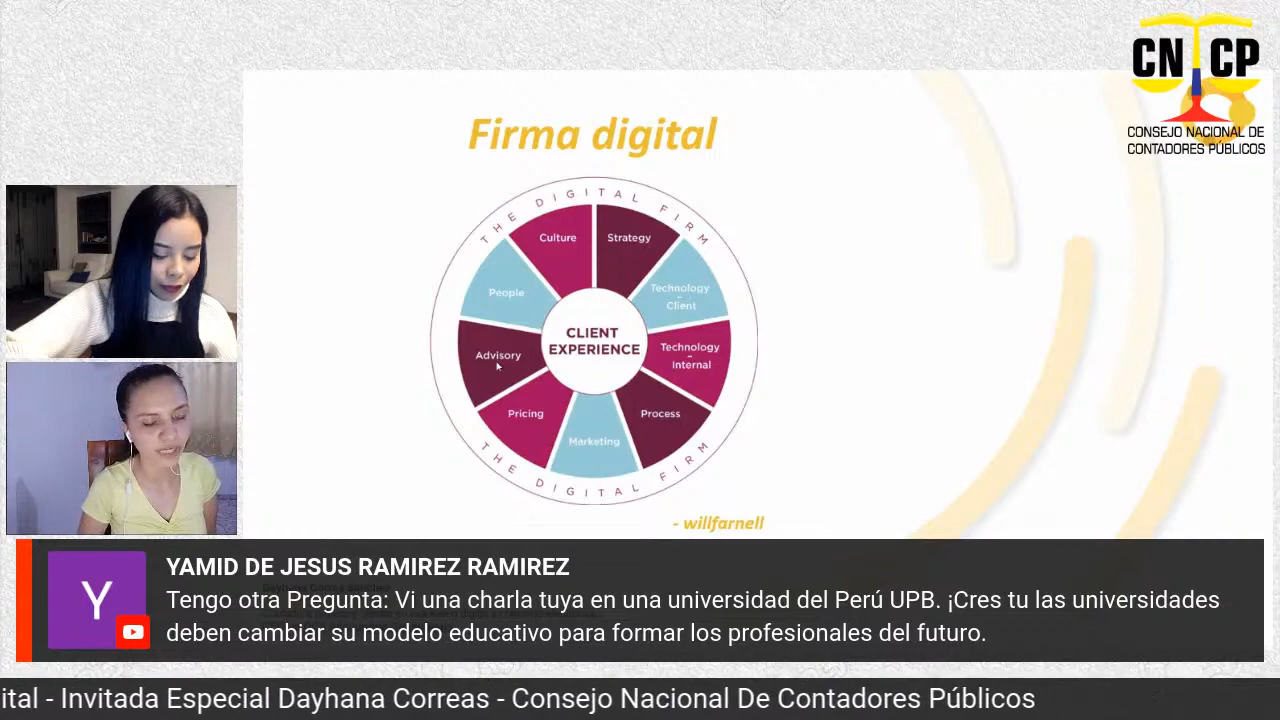 CN CP
CONSEJO NACIONAL DE
CONTADORES PÚBLICOS
Firma digital
THE DIGITAL FIRM
Culture
Strategy
People
Technology
-
Client
Advisory
CLIENT
EXPERIENCE
Technology
-
Internal
Pricing
Process
Marketing
THE DIGITAL FIRM
- willfarnell
Y
YAMID DE JESUS RAMIREZ RAMIREZ
Tengo otra Pregunta: Vi una charla tuya en una universidad del Perú UPB. ¡Cres tu las universidades
deben cambiar su modelo educativo para formar los profesionales del futuro.
ital - Invitada Especial Dayhana Correas - Consejo Nacional De Contadores Públicos